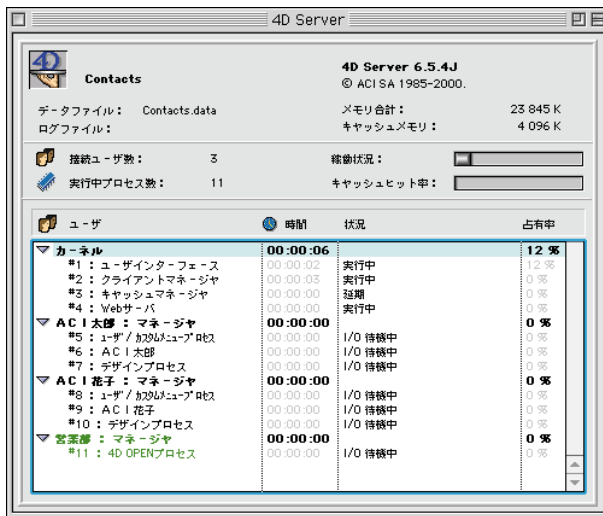 4D Server
4D
Contacts
4D Server 6.5.4J
© ACI SA 1985-2000.
データファイル： Contacts.data
メモリ合計： 23 845 K
ログファイル：
キャッシュメモリ： 4 096 K
接続ユーザ数： 3
稼働状況：
実行中プロセス数： 11
キャッシュヒット率：
ユーザ 時間 状況 占有率
カーネル 00:00:06 12 %
#1 : ユーザインターフェース 00:00:02 実行中 12 %
#2 : クライアントマネージャ 00:00:03 実行中 0 %
#3 : キャッシュマネージャ 00:00:00 延期 0 %
#4 : Webサーバ 00:00:00 実行中 0 %
ACI太郎 : マネージャ 00:00:00 0 %
#5 : ﾕｰｻﾞ/ｶｽﾀﾑﾒﾆｭｰﾌﾟﾛｾｽ 00:00:00 I/O 待機中 0 %
#6 : ACI太郎 00:00:00 I/O 待機中 0 %
#7 : デザインプロセス 00:00:00 I/O 待機中 0 %
ACI花子 : マネージャ 00:00:00 0 %
#8 : ﾕｰｻﾞ/ｶｽﾀﾑﾒﾆｭｰﾌﾟﾛｾｽ 00:00:00 I/O 待機中 0 %
#9 : ACI花子 00:00:00 I/O 待機中 0 %
#10 : デザインプロセス 00:00:00 I/O 待機中 0 %
営業部 : マネージャ 00:00:00 0 %
#11 : 4D OPENプロセス 00:00:00 I/O 待機中 0 %